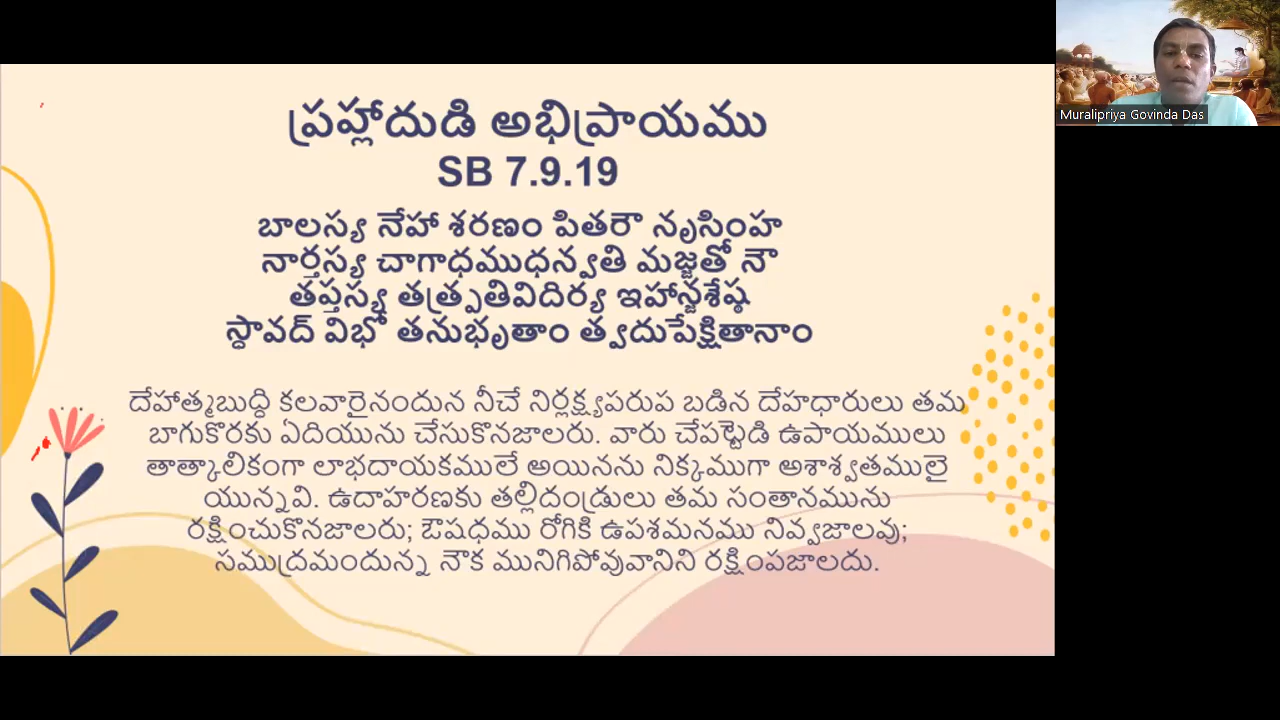 ప్రహ్లాదుడి అభిప్రాయము
SB 7.9.19
బాలస్య నేహా శరణం పితరౌ నృసింహ
నార్తస్య చాగాధముధన్వతి మజ్జతో నౌ
తప్తస్య తత్ప్రతివిదిర్య ఇహాన్జశేష్ఠ
స్తావద్ విభో తనుభృతాం త్వదుపేక్షితానాం
దేహాత్మబుద్ధి కలవారైనందున నీచే నిర్లక్ష్యపరుప బడిన దేహధారులు తమ
బాగుకొరకు ఏదియును చేసుకొనజాలరు. వారు చేపట్టెడి ఉపాయములు
తాత్కాలికంగా లాభదాయకములే అయినను నిక్కముగా అశాశ్వతములై
యున్నవి. ఉదాహరణకు తల్లిదండ్రులు తమ సంతానమును
రక్షించుకొనజాలరు; ఔషధము రోగికి ఉపశమనము నివ్వజాలవు;
సముద్రమందున్న నౌక మునిగిపోవువానిని రక్షింపజాలదు.
Muralipriya Govinda Das